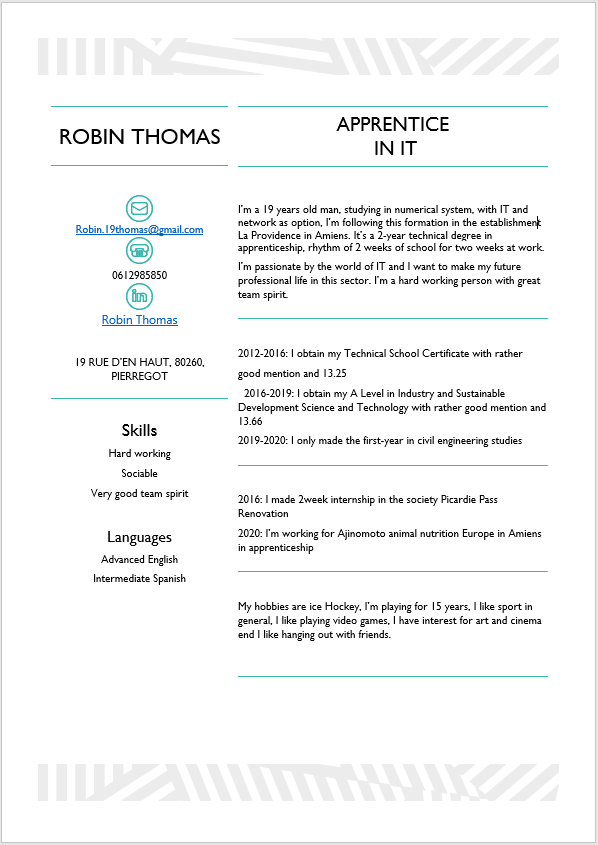 ROBIN THOMAS
APPRENTICE
IN IT
Robin.19thomas@gmail.com
0612985850
in
Robin Thomas
19 RUE D'EN HAUT, 80260,
PIERREGOT
Skills
Hard working
Sociable
Very good team spirit
Languages
Advanced English
Intermediate Spanish
I'm a 19 years old man, studying in numerical system, with IT and
network as option, I'm following this formation in the establishment
La Providence in Amiens. It's a 2-year technical degree in
apprenticeship, rhythm of 2 weeks of school for two weeks at work.
I'm passionate by the world of IT and I want to make my future
professional life in this sector. I'm a hard working person with great
team spirit.
2012-2016: I obtain my Technical School Certificate with rather
good mention and 13.25
2016-2019: I obtain my A Level in Industry and Sustainable
Development Science and Technology with rather good mention and
13.66
2019-2020: I only made the first-year in civil engineering studies
2016: I made 2week internship in the society Picardie Pass
Renovation
2020: I'm working for Ajinomoto animal nutrition Europe in Amiens
in apprenticeship
My hobbies are ice Hockey, I'm playing for 15 years, I like sport in
general, I like playing video games, I have interest for art and cinema
end I like hanging out with friends.